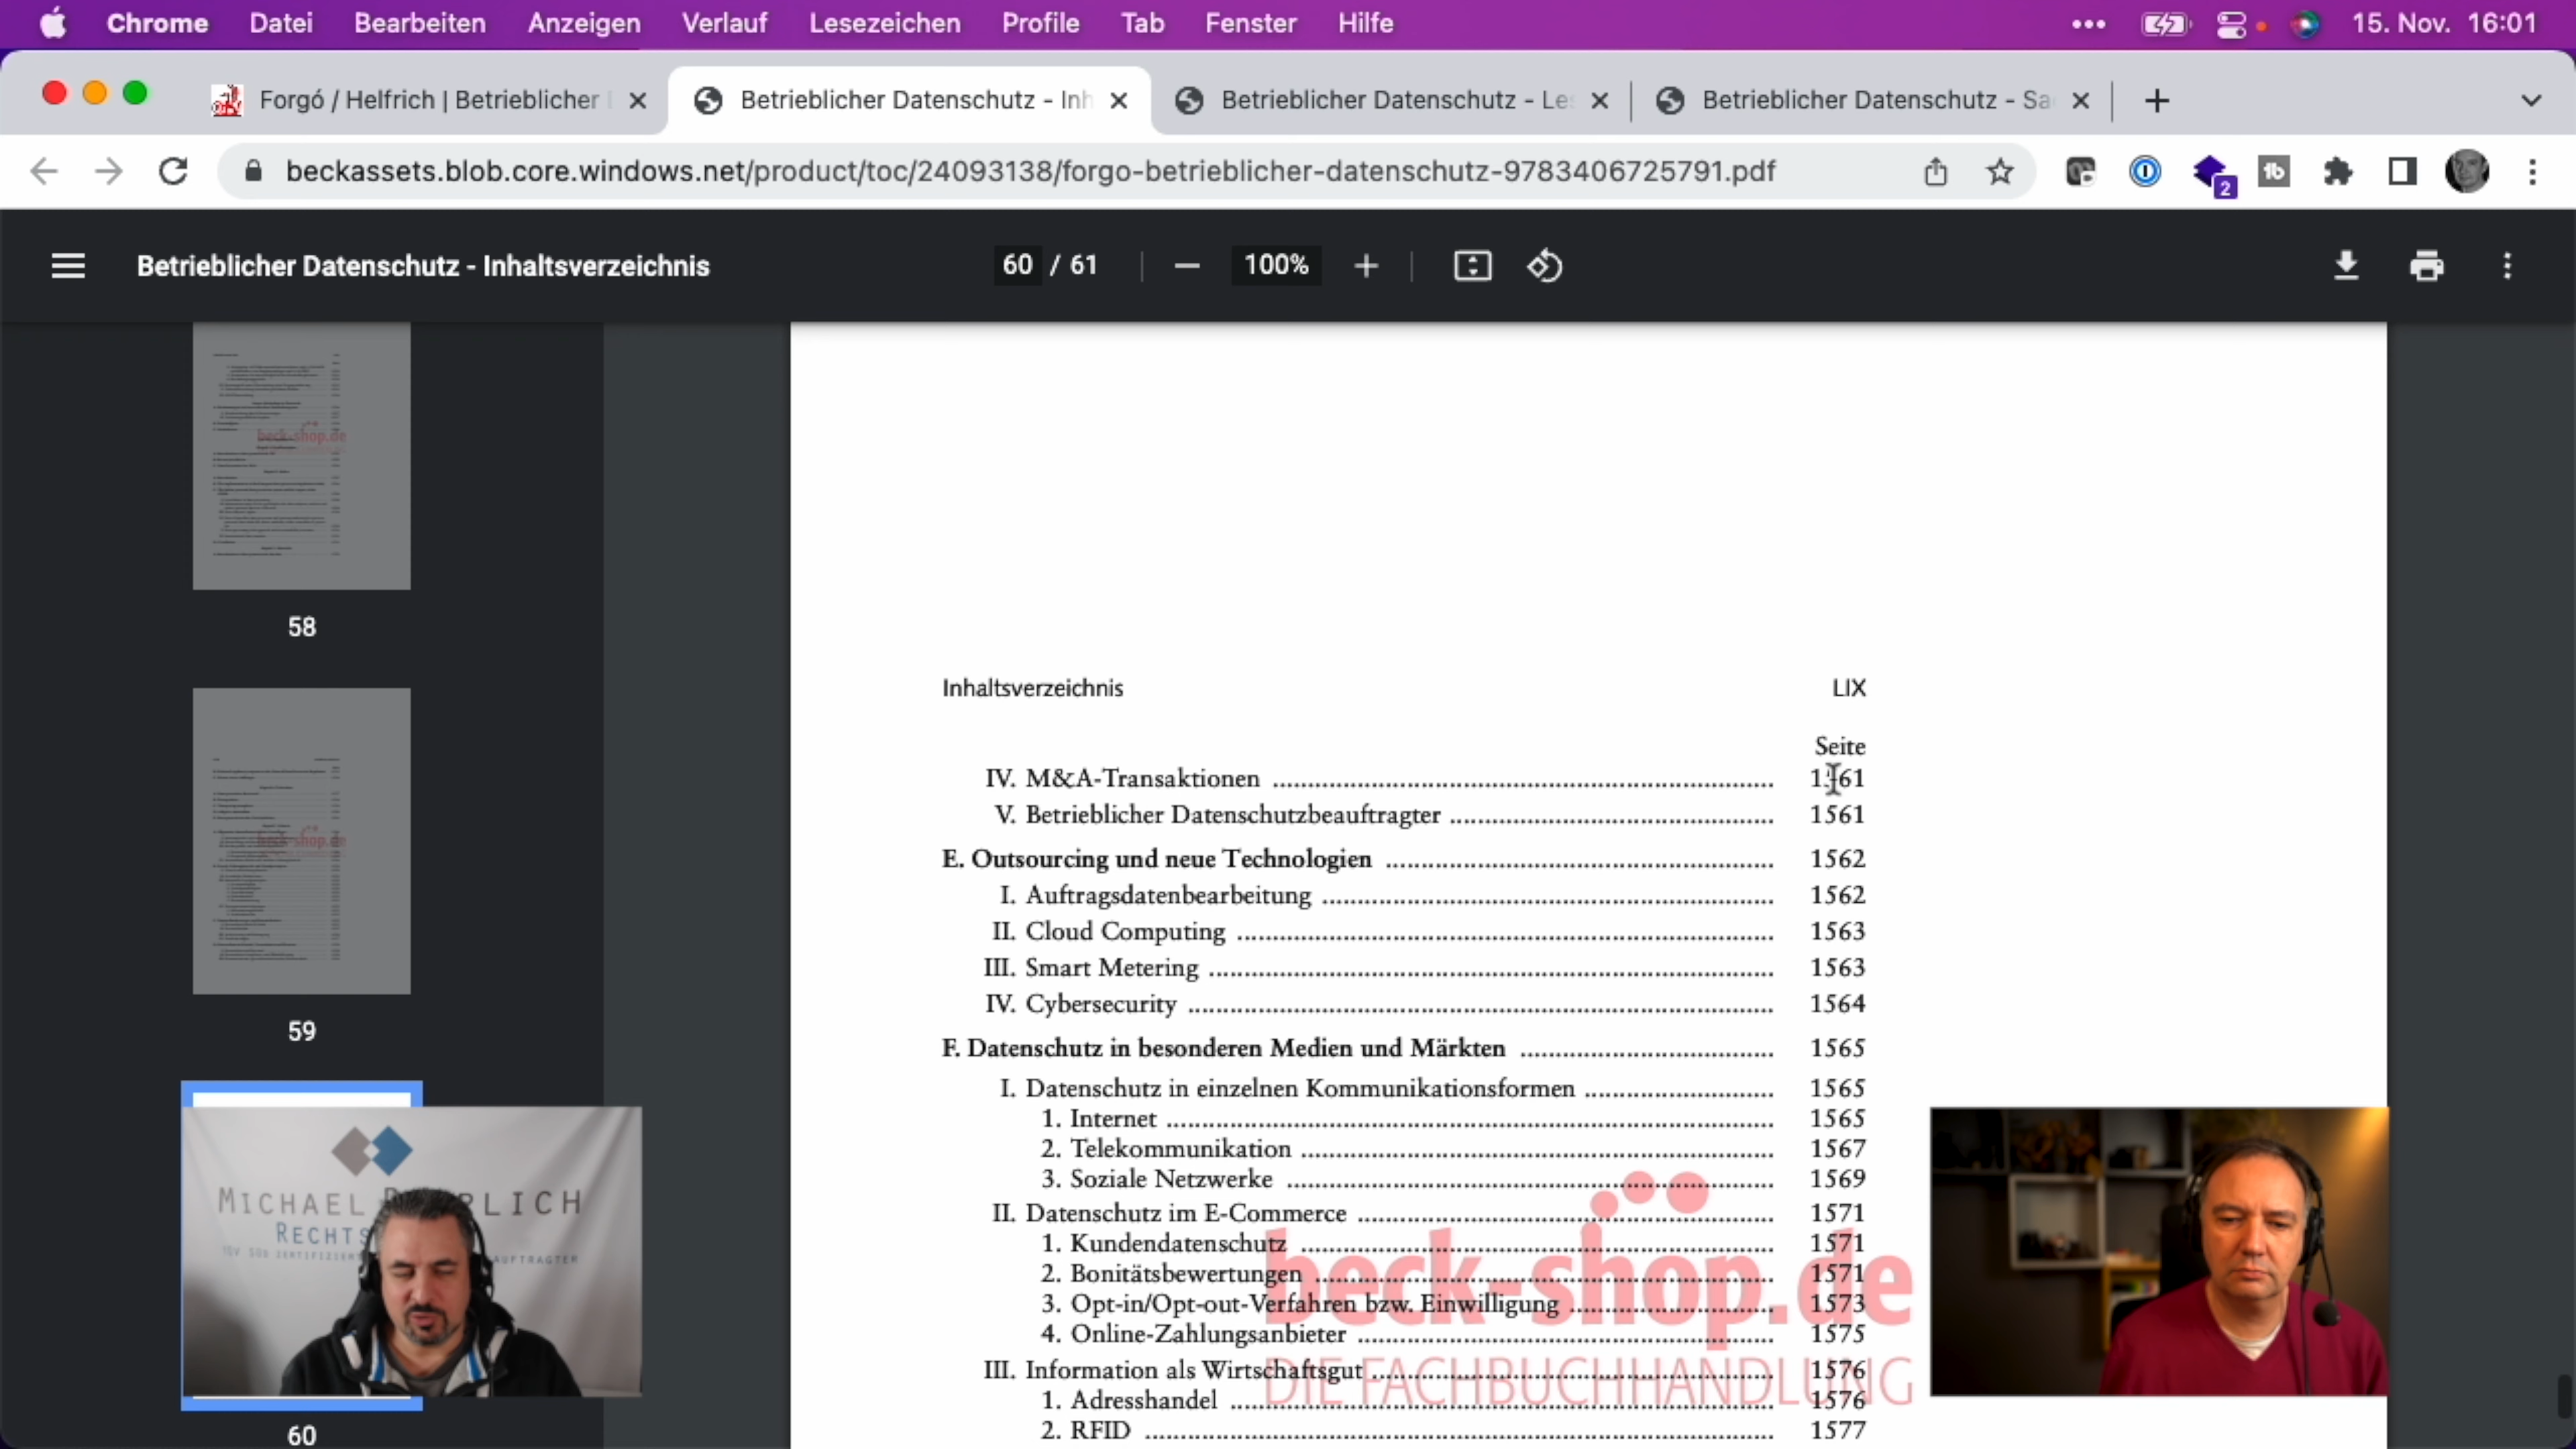 Chrome Datei Bearbeiten Anzeigen Verlauf Lesezeichen Profile Tab Fenster Hilfe 15. Nov. 16:01
Forgó / Helfrich | Betrieblicher Betrieblicher Datenschutz - Inh Betrieblicher Datenschutz - Le Betrieblicher Datenschutz - Sa
beckassets.blob.core.windows.net/product/toc/24093138/forgo-betrieblicher-datenschutz-9783406725791.pdf 2
Betrieblicher Datenschutz - Inhaltsverzeichnis 60 / 61 100%
58
59
60
Inhaltsverzeichnis LIX
Seite
IV. M&A-Transaktionen 1561
V. Betrieblicher Datenschutzbeauftragter 1561
E. Outsourcing und neue Technologien 1562
I. Auftragsdatenbearbeitung 1562
II. Cloud Computing 1563
III. Smart Metering 1563
IV. Cybersecurity 1564
F. Datenschutz in besonderen Medien und Märkten 1565
I. Datenschutz in einzelnen Kommunikationsformen 1565
1. Internet 1565
2. Telekommunikation 1567
3. Soziale Netzwerke 1569
II. Datenschutz im E-Commerce 1571
1. Kundendatenschutz 1571
2. Bonitätsbewertungen 1571
3. Opt-in/Opt-out-Verfahren bzw. Einwilligung 1573
4. Online-Zahlungsanbieter 1575
III. Information als Wirtschaftsgut 1576
1. Adresshandel 1576
2. RFID 1577
beck-shop.de
DIE FACHBUCHHANDLUNG
MICHAEL
RECHTS